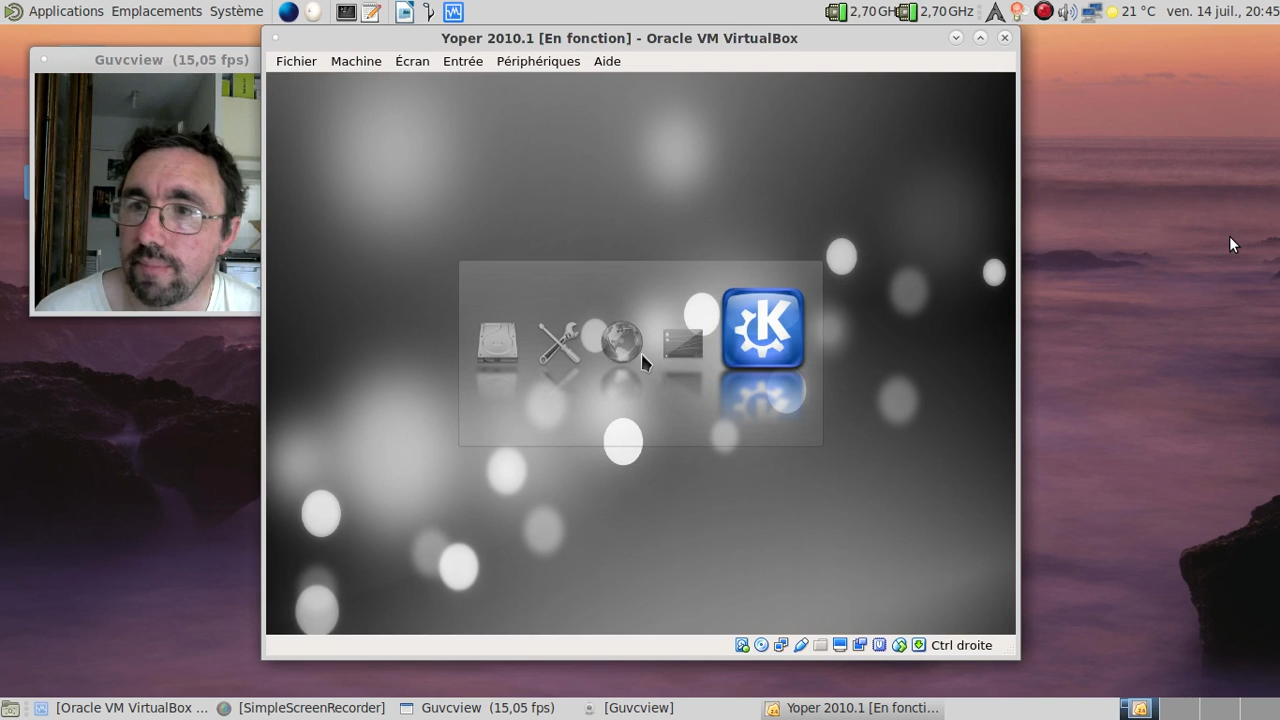 Applications Emplacements Système
2,70 GHz 2,70 GHZ 21 °C ven. 14 juil., 20:45
Guvcview (15,05 fps)
Yoper 2010.1 [En fonction] - Oracle VM VirtualBox
Fichier Machine Écran Entrée Périphériques Aide
K
Ctrl droite
[Oracle VM VirtualBox ... [SimpleScreenRecorder] Guvcview (15,05 fps) [Guvcview] Yoper 2010.1 [En foncti...